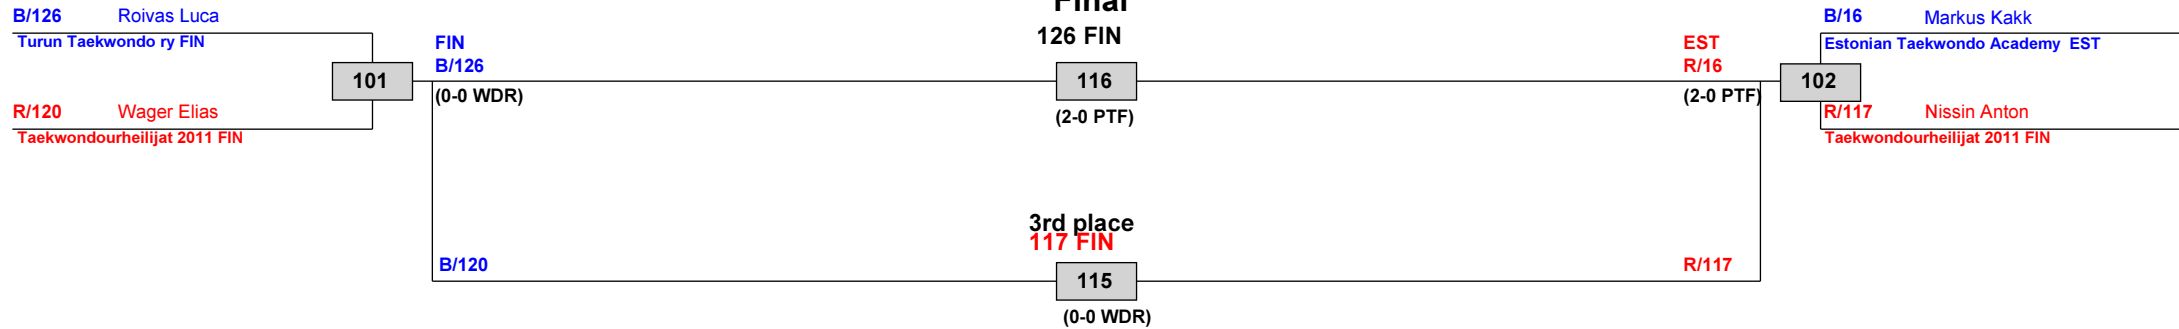 Final
126 FIN
B/126 Roivas Luca
Turun Taekwondo ry FIN
101
R/120 Wager Elias
Taekwondourheilijat 2011 FIN
FIN
B/126
(0-0 WDR)
116
(2-0 PTF)
EST
R/16
(2-0 PTF)
B/16 Markus Kakk
Estonian Taekwondo Academy EST
102
R/117 Nissin Anton
Taekwondourheilijat 2011 FIN
3rd place
117 FIN
B/120
115
(0-0 WDR)
R/117